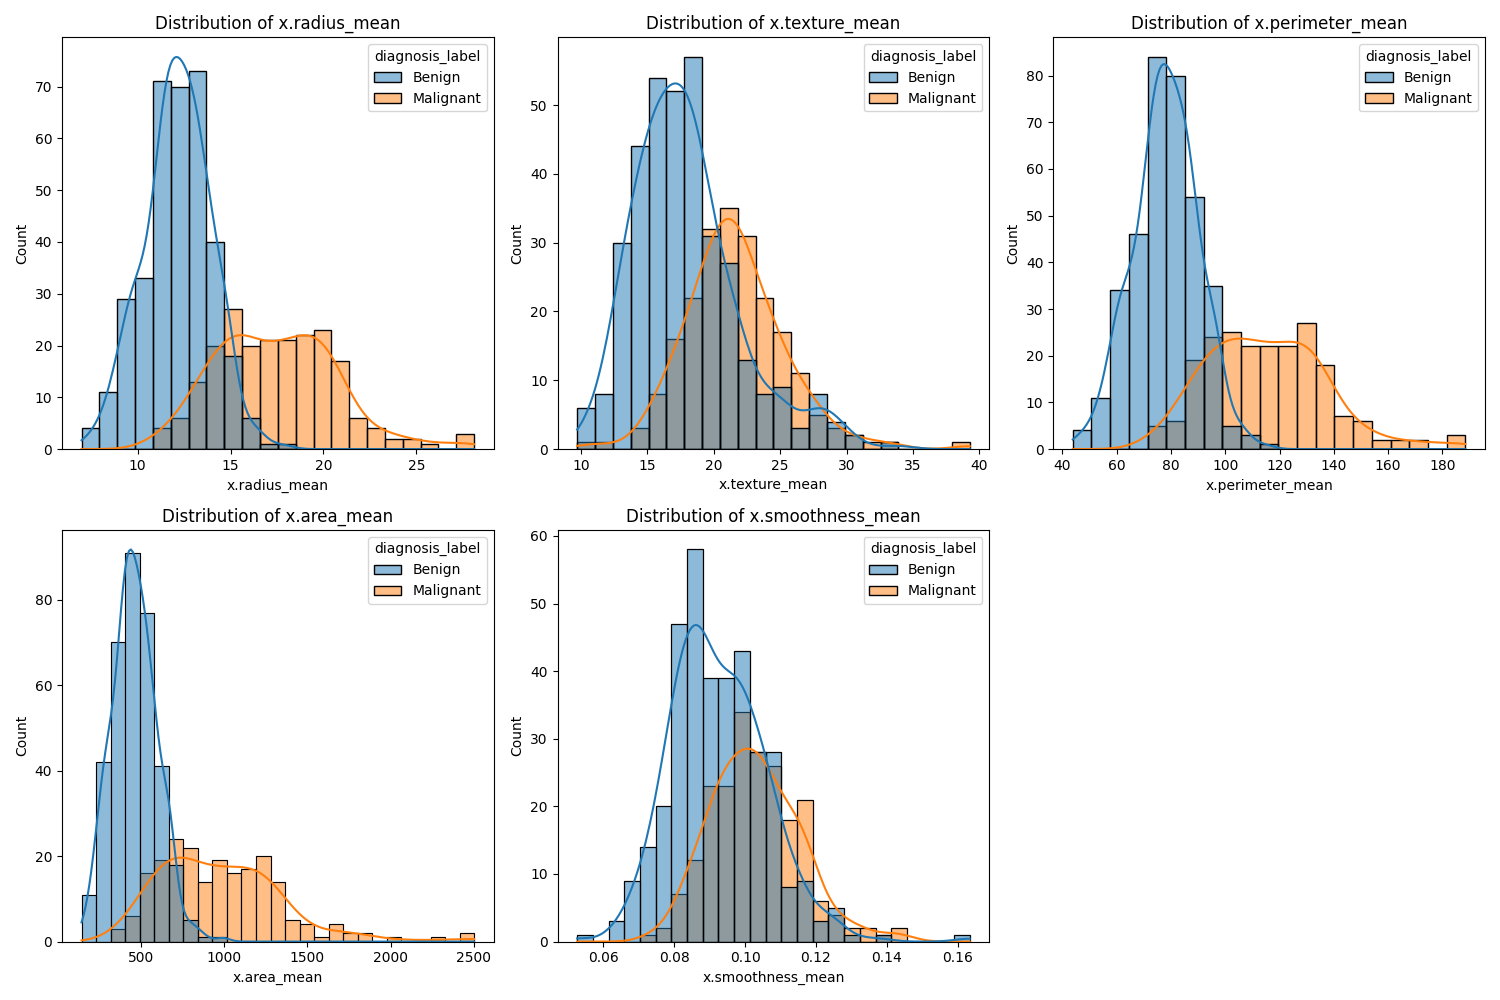 Distribution of x.radius_mean
diagnosis_label
Benign
Malignant
Count
0
10
20
30
40
50
60
70
10 15 20 25
x.radius_mean
Distribution of x.texture_mean
diagnosis_label
Benign
Malignant
Count
0
10
20
30
40
50
10 15 20 25 30 35 40
x.texture_mean
Distribution of x.perimeter_mean
diagnosis_label
Benign
Malignant
Count
0
10
20
30
40
50
60
70
80
40 60 80 100 120 140 160 180
x.perimeter_mean
Distribution of x.area_mean
diagnosis_label
Benign
Malignant
Count
0
20
40
60
80
500 1000 1500 2000 2500
x.area_mean
Distribution of x.smoothness_mean
diagnosis_label
Benign
Malignant
Count
0
10
20
30
40
50
60
0.06 0.08 0.10 0.12 0.14 0.16
x.smoothness_mean